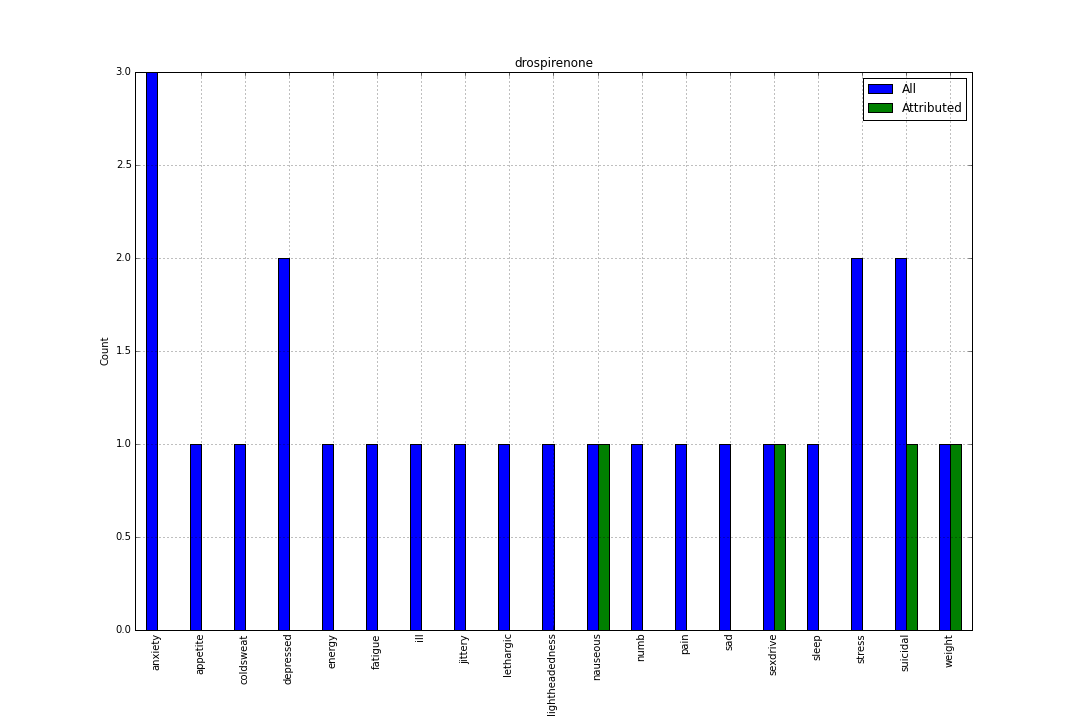 drospirenone
All
Attributed
3.0
2.5
2.0
1.5
1.0
0.5
0.0
Count
anxiety
appetite
coldsweat
depressed
energy
fatigue
ill
jittery
lethargic
lightheadedness
nauseous
numb
pain
sad
sexdrive
sleep
stress
suicidal
weight